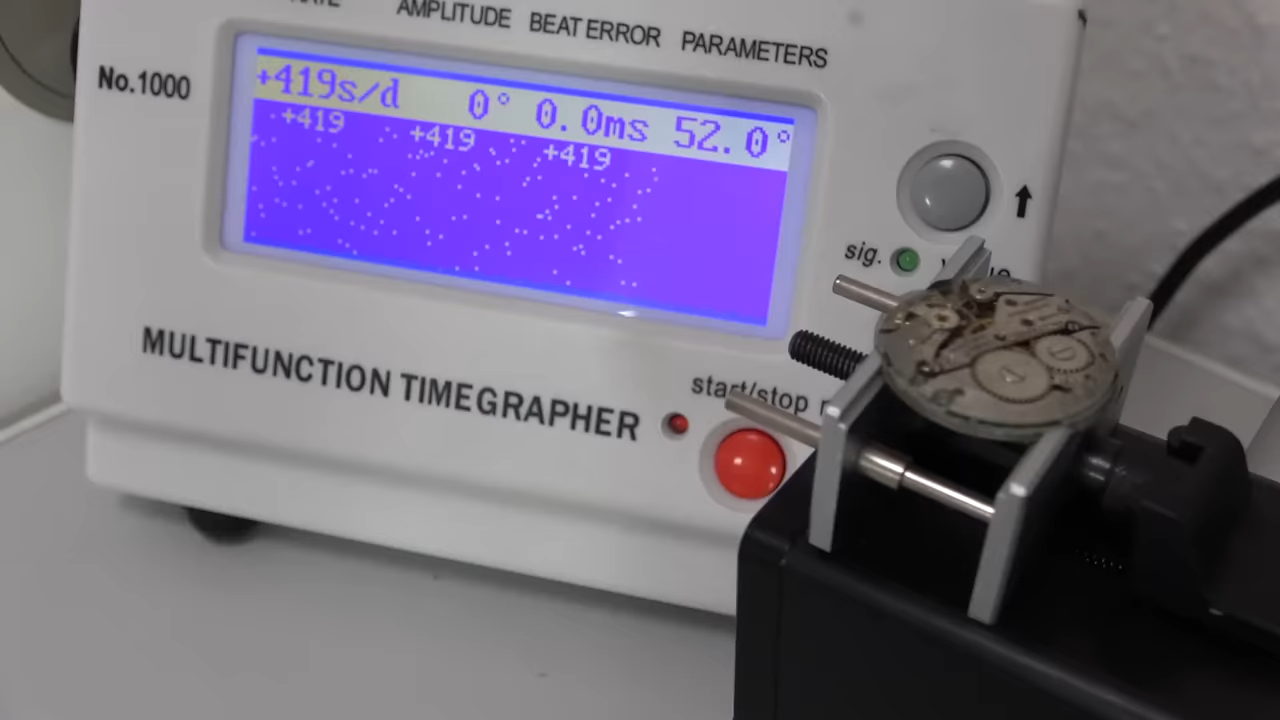 AMPLITUDE BEAT ERROR PARAMETERS
No.1000
+419s/d 0° 0.0ms 52.0°
+419 +419 +419
sig.
MULTIFUNCTION TIMEGRAPHER
start/stop